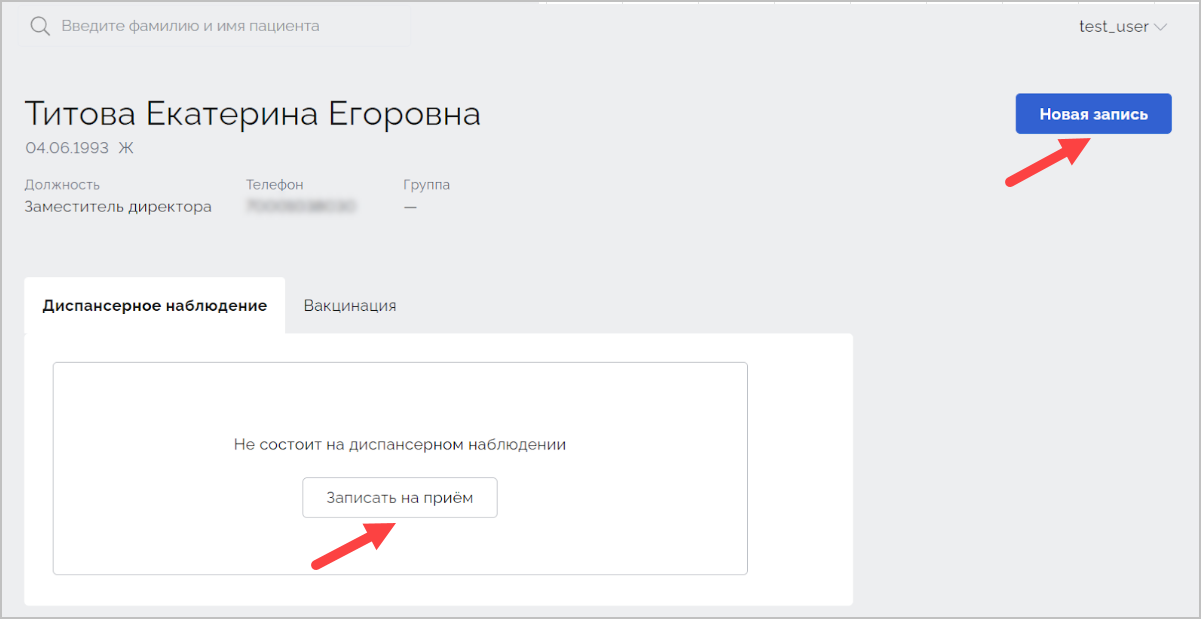 Введите фамилию и имя пациента
test_user
Титова Екатерина Егоровна
Новая запись
04.06.1993 Ж
Должность Телефон Группа
Заместитель директора —
Диспансерное наблюдение Вакцинация
Не состоит на диспансерном наблюдении
Записать на приём